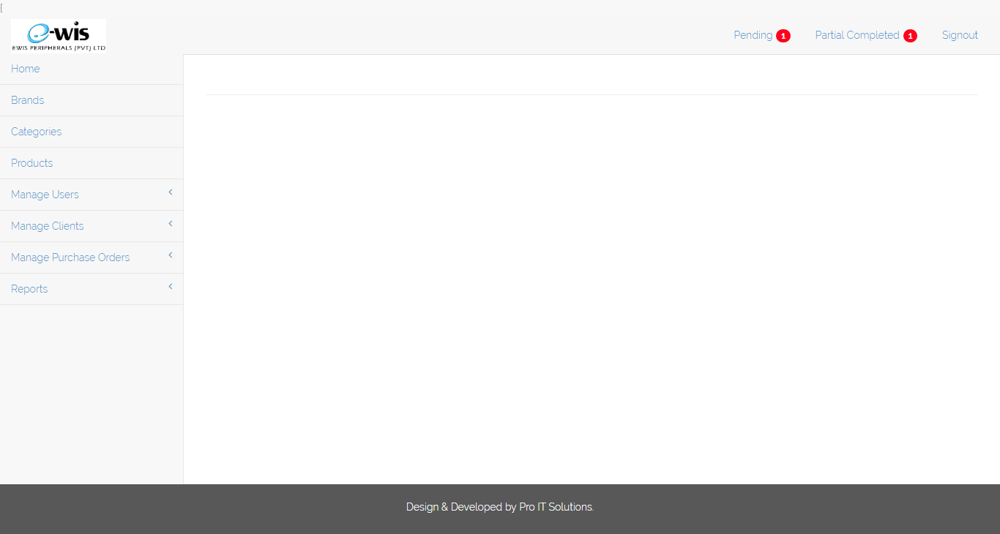 [
e-wis
EWIS PERIPHERALS (PVT) LTD
Pending 1
Partial Completed 1
Signout
Home
Brands
Categories
Products
Manage Users
Manage Clients
Manage Purchase Orders
Reports
Design & Developed by Pro IT Solutions.